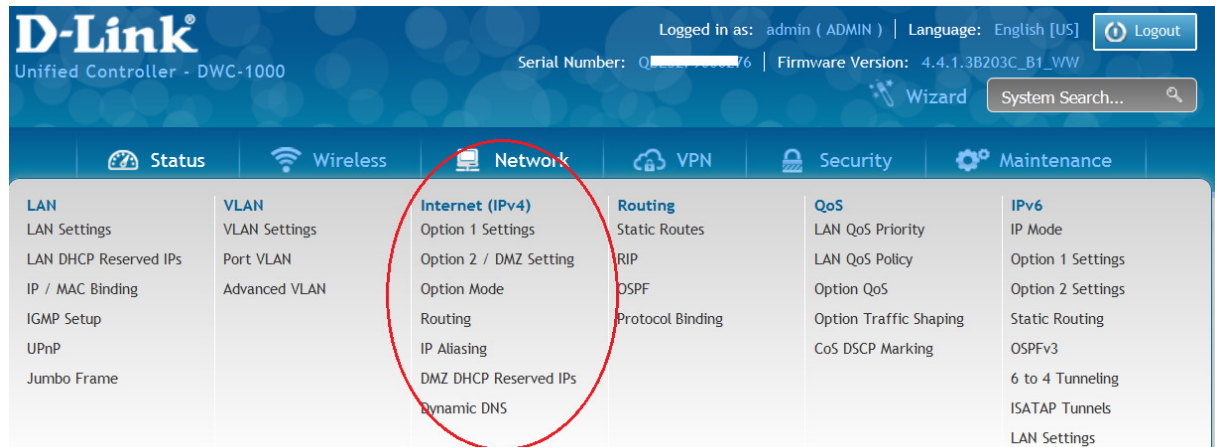 D-Link®
Unified Controller - DWC-1000
Logged in as: admin ( ADMIN ) | Language: English [US]
Logout
Serial Number: Q 6 | Firmware Version: 4.4.1.3B203C_B1_WW
Wizard
System Search...
Status
Wireless
Network
VPN
Security
Maintenance
LAN
LAN Settings
LAN DHCP Reserved IPs
IP / MAC Binding
IGMP Setup
UPnP
Jumbo Frame
VLAN
VLAN Settings
Port VLAN
Advanced VLAN
Internet (IPv4)
Option 1 Settings
Option 2 / DMZ Setting
Option Mode
Routing
IP Aliasing
DMZ DHCP Reserved IPs
Dynamic DNS
Routing
Static Routes
RIP
OSPF
Protocol Binding
QoS
LAN QoS Priority
LAN QoS Policy
Option QoS
Option Traffic Shaping
CoS DSCP Marking
IPv6
IP Mode
Option 1 Settings
Option 2 Settings
Static Routing
OSPFv3
6 to 4 Tunneling
ISATAP Tunnels
LAN Settings